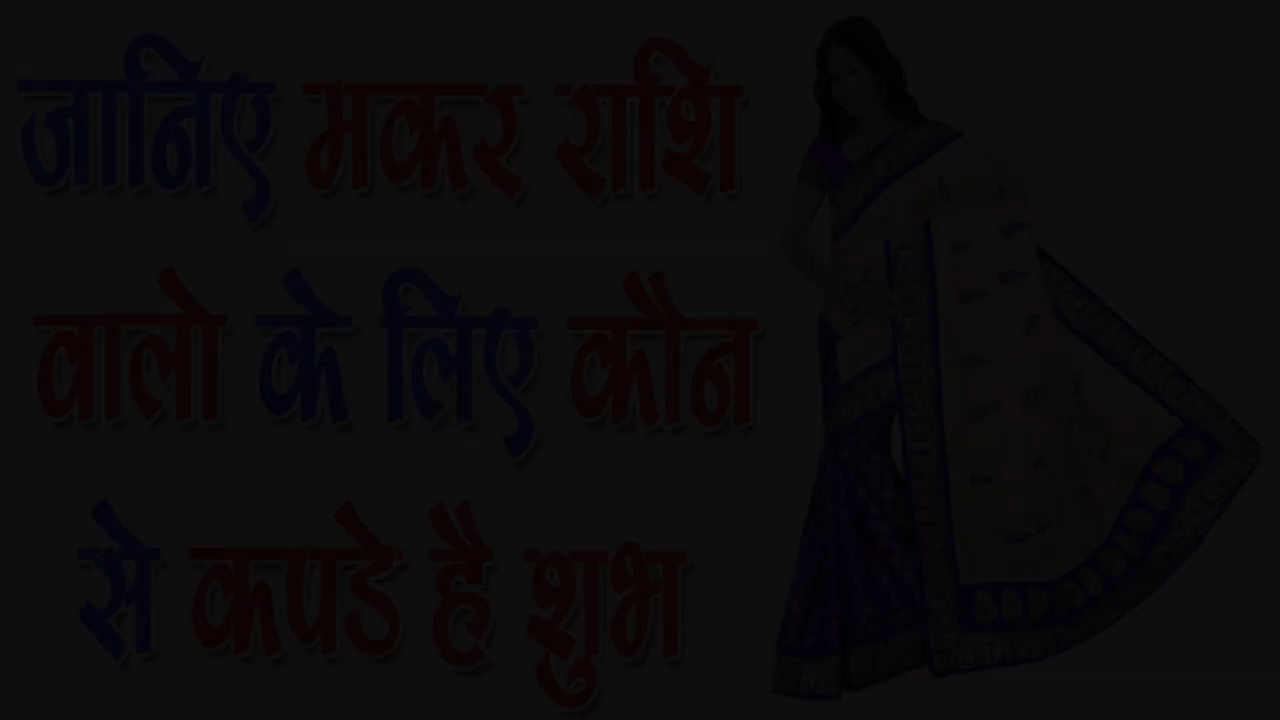 जानिए मकर राशि
वालो के लिए कौन
से कपडे है शुभ